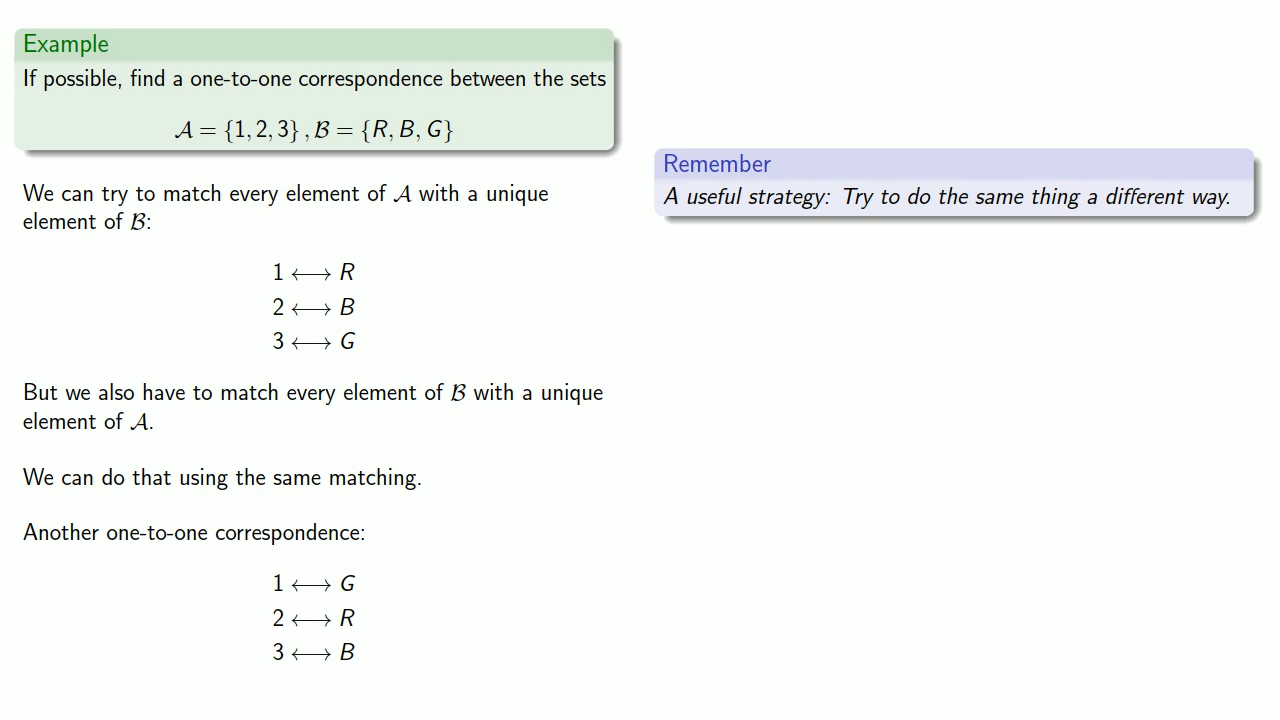 Example
If possible, find a one-to-one correspondence between the sets
𝒜 = {1, 2, 3} , ℬ = {R, B, G}
We can try to match every element of 𝒜 with a unique
element of ℬ:
1 ⟷ R
2 ⟷ B
3 ⟷ G
But we also have to match every element of ℬ with a unique
element of 𝒜.
We can do that using the same matching.
Another one-to-one correspondence:
1 ⟷ G
2 ⟷ R
3 ⟷ B
Remember
A useful strategy: Try to do the same thing a different way.